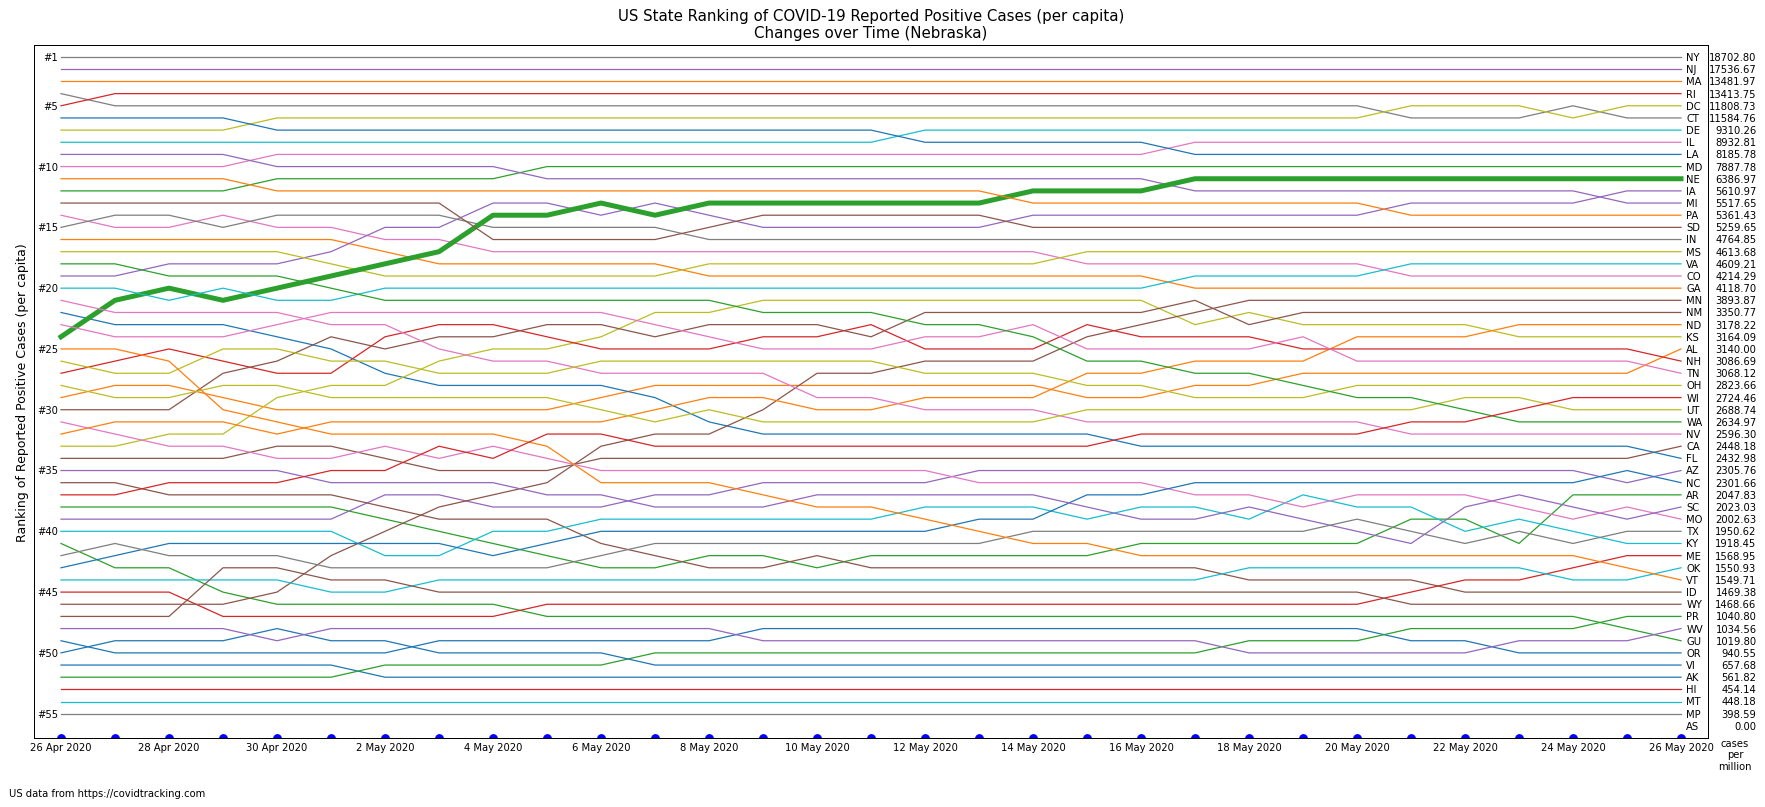 US State Ranking of COVID-19 Reported Positive Cases (per capita)
Changes over Time (Nebraska)
Ranking of Reported Positive Cases (per capita)
#1
#5
#10
#15
#20
#25
#30
#35
#40
#45
#50
#55
NY 18702.80
NJ 17536.67
MA 13481.97
RI 13413.75
DC 11808.73
CT 11584.76
DE 9310.26
IL 8932.81
LA 8185.78
MD 7887.78
NE 6386.97
IA 5610.97
MI 5517.65
PA 5361.43
SD 5259.65
IN 4764.85
MS 4613.68
VA 4609.21
CO 4214.29
GA 4118.70
MN 3893.87
NM 3350.77
ND 3178.22
KS 3164.09
AL 3140.00
NH 3086.69
TN 3068.12
OH 2823.66
WI 2724.46
UT 2688.74
WA 2634.97
NV 2596.30
CA 2448.18
FL 2432.98
AZ 2305.76
NC 2301.66
AR 2047.83
SC 2023.03
MO 2002.63
TX 1950.62
KY 1918.45
ME 1568.95
OK 1550.93
VT 1549.71
ID 1469.38
WY 1468.66
PR 1040.80
WV 1034.56
GU 1019.80
OR 940.55
VI 657.68
AK 561.82
HI 454.14
MT 448.18
MP 398.59
AS 0.00
26 Apr 2020 28 Apr 2020 30 Apr 2020 2 May 2020 4 May 2020 6 May 2020 8 May 2020 10 May 2020 12 May 2020 14 May 2020 16 May 2020 18 May 2020 20 May 2020 22 May 2020 24 May 2020 26 May 2020
cases
per
million
US data from https://covidtracking.com